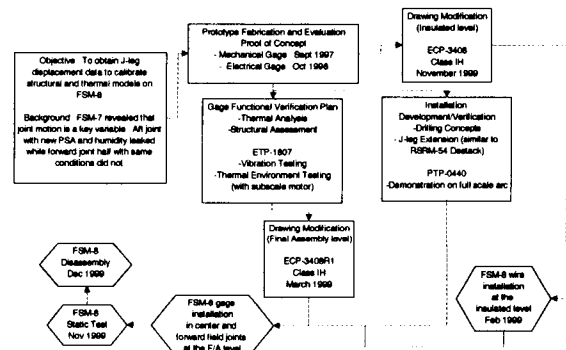 Objective To obtain J-leg
displacement data to calibrate
structural and thermal models on
FSM-8
Background FSM-7 revealed that
joint motion is a key variable Aft joint
with new PSA and humidity leaked
while forward joint half with same
conditions did not
Prototype Fabrication and Evaluation
Proof of Concept
- Mechanical Gage Sept 1997
- Electrical Gage Oct 1998
Drawing Modification
(Insulated level)
ECP-3408
Class IH
November 1999
Gage Functional Verification Plan
-Thermal Analysis
-Structural Assessment
ETP-1807
-Vibration Testing
-Thermal Environment Testing
(with subscale motor)
Installation
Development/Verification
- Drilling Concepts
- J-leg Extension (similar to
RSRM-54 Destack)
PTP-0440
-Demonstration on full scale arc
Drawing Modification
(Final Assembly level)
ECP-3408R1
Class IH
March 1999
FSM-8
Disassembly
Dec 1999
FSM-8
Static Test
Nov 1999
FSM-8 gage
installation
in center and
forward field joints
at the F/A level
FSM-8 wire
installation
at the
insulated level
Feb 1999